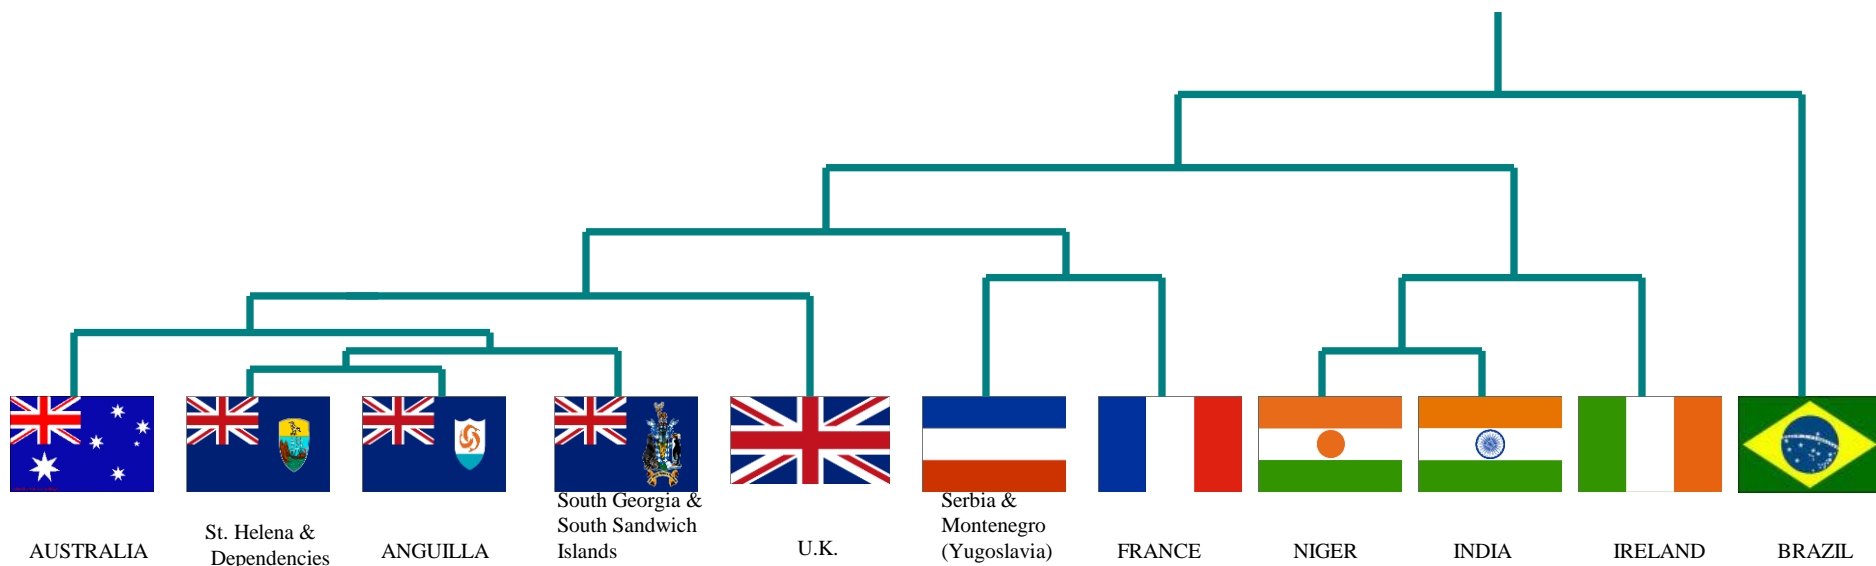 AUSTRALIA
St. Helena &
Dependencies
ANGUILLA
South Georgia &
South Sandwich
Islands
U.K.
Serbia &
Montenegro
(Yugoslavia)
FRANCE
NIGER
INDIA
IRELAND
BRAZIL